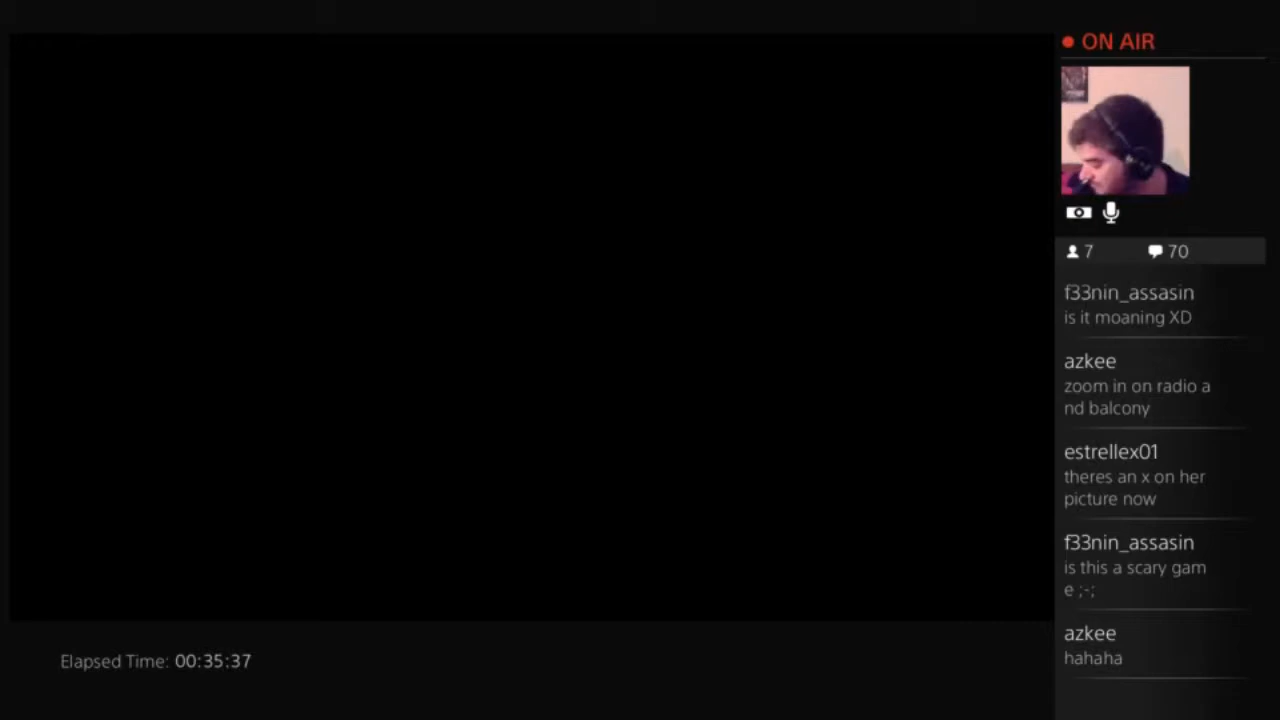 ON AIR
7 70
f33nin_assasin
is it moaning XD
azkee
zoom in on radio a
nd balcony
estrellex01
theres an x on her
picture now
f33nin_assasin
is this a scary gam
e ;-;
azkee
hahaha
Elapsed Time: 00:35:37